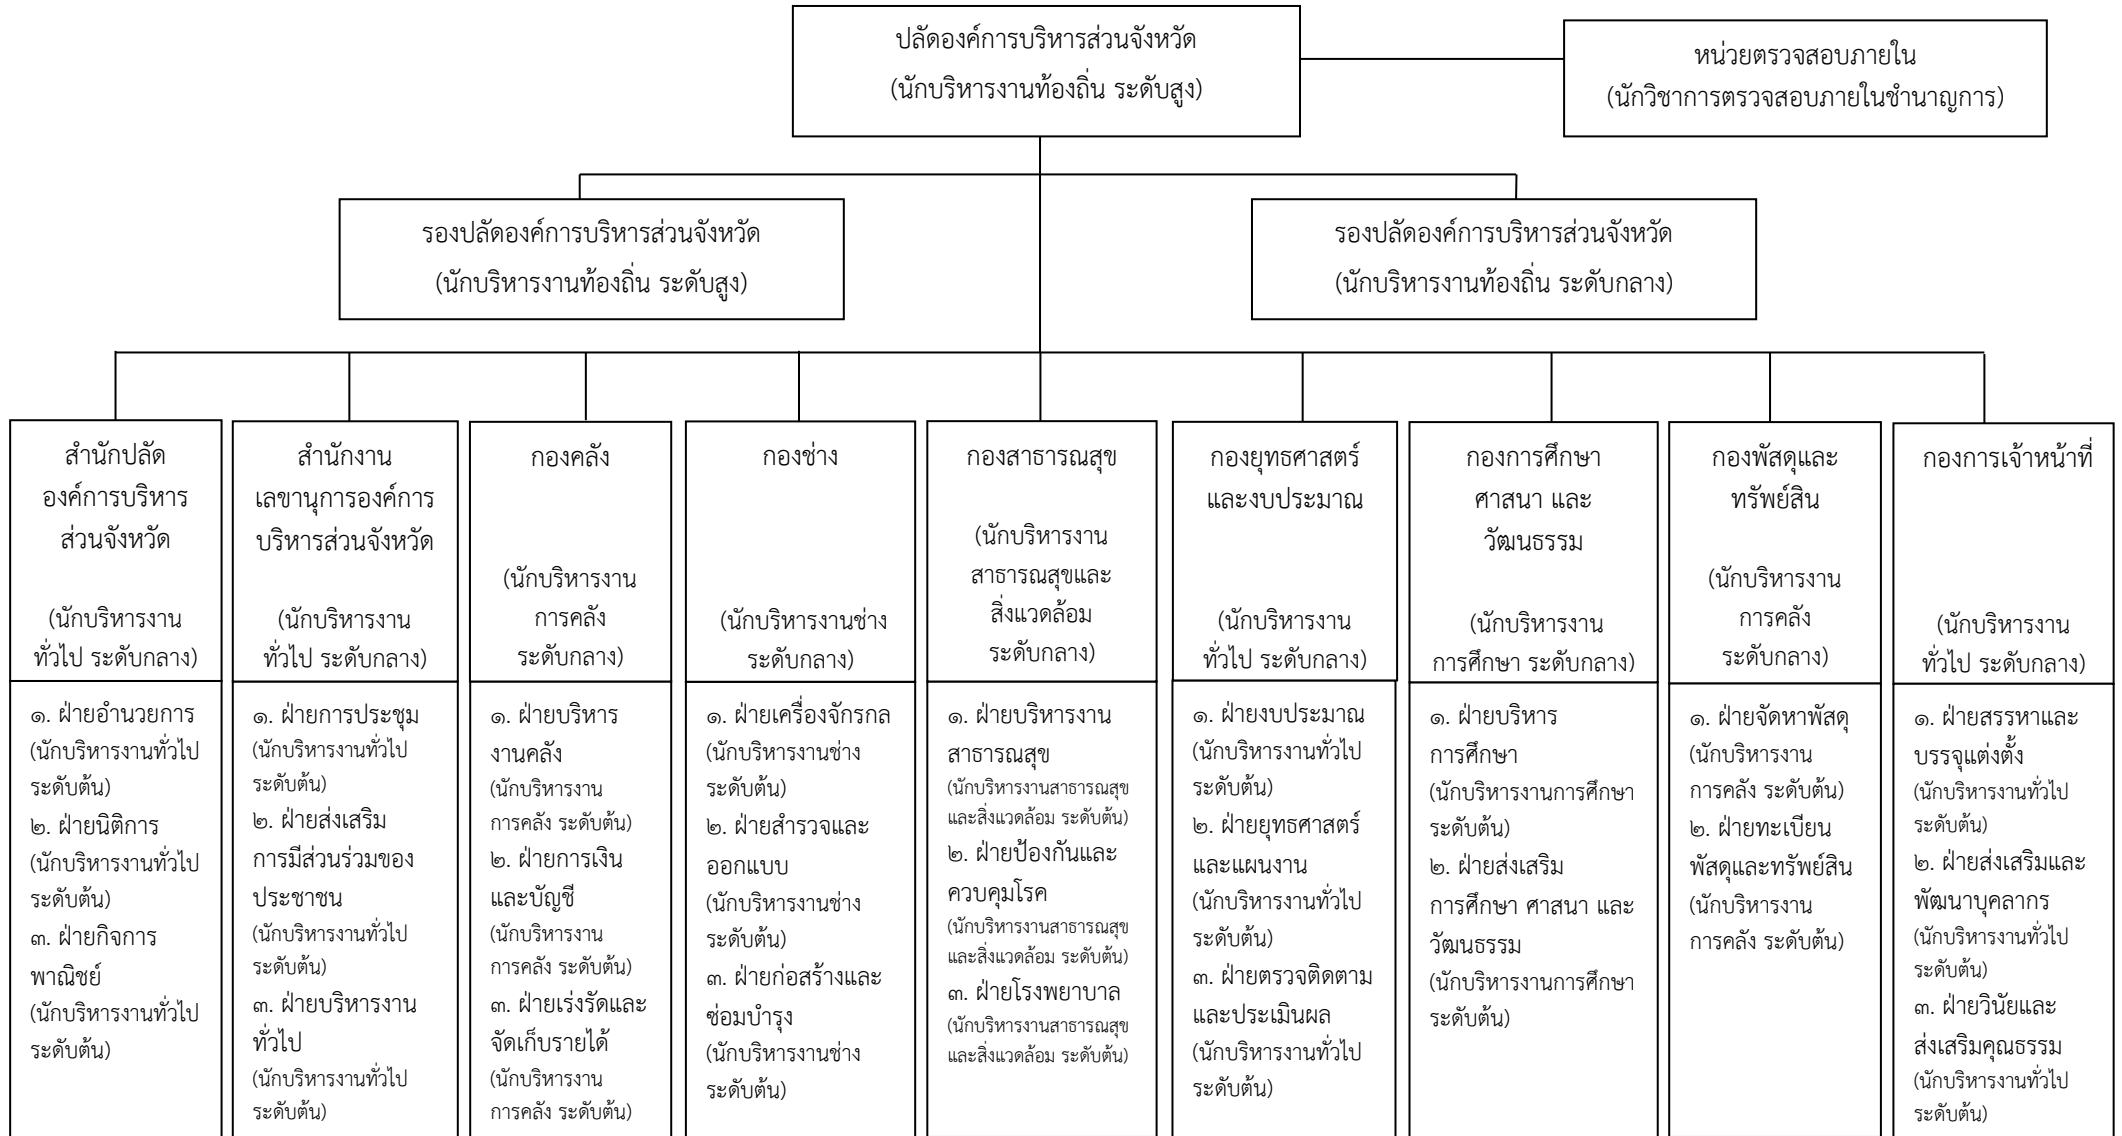 ปลัดองค์การบริหารส่วนจังหวัด
(นักบริหารงานท้องถิ่น ระดับสูง)
หน่วยตรวจสอบภายใน
(นักวิชาการตรวจสอบภายในชำนาญการ)
รองปลัดองค์การบริหารส่วนจังหวัด
(นักบริหารงานท้องถิ่น ระดับสูง)
รองปลัดองค์การบริหารส่วนจังหวัด
(นักบริหารงานท้องถิ่น ระดับกลาง)
สำนักปลัด
องค์การบริหาร
ส่วนจังหวัด
(นักบริหารงาน
ทั่วไป ระดับกลาง)
๑. ฝ่ายอำนวยการ
(นักบริหารงานทั่วไป
ระดับต้น)
๒. ฝ่ายนิติการ
(นักบริหารงานทั่วไป
ระดับต้น)
๓. ฝ่ายกิจการ
พาณิชย์
(นักบริหารงานทั่วไป
ระดับต้น)
สำนักงาน
เลขานุการองค์การ
บริหารส่วนจังหวัด
(นักบริหารงาน
ทั่วไป ระดับกลาง)
๑. ฝ่ายการประชุม
(นักบริหารงานทั่วไป
ระดับต้น)
๒. ฝ่ายส่งเสริม
การมีส่วนร่วมของ
ประชาชน
(นักบริหารงานทั่วไป
ระดับต้น)
๓. ฝ่ายบริหารงาน
ทั่วไป
(นักบริหารงานทั่วไป
ระดับต้น)
กองคลัง
(นักบริหารงาน
การคลัง
ระดับกลาง)
๑. ฝ่ายบริหาร
งานคลัง
(นักบริหารงาน
การคลัง ระดับต้น)
๒. ฝ่ายการเงิน
และบัญชี
(นักบริหารงาน
การคลัง ระดับต้น)
๓. ฝ่ายเร่งรัดและ
จัดเก็บรายได้
(นักบริหารงาน
การคลัง ระดับต้น)
กองช่าง
(นักบริหารงานช่าง
ระดับกลาง)
๑. ฝ่ายเครื่องจักรกล
(นักบริหารงานช่าง
ระดับต้น)
๒. ฝ่ายสำรวจและ
ออกแบบ
(นักบริหารงานช่าง
ระดับต้น)
๓. ฝ่ายก่อสร้างและ
ซ่อมบำรุง
(นักบริหารงานช่าง
ระดับต้น)
กองสาธารณสุข
(นักบริหารงาน
สาธารณสุขและ
สิ่งแวดล้อม
ระดับกลาง)
๑. ฝ่ายบริหารงาน
สาธารณสุข
(นักบริหารงานสาธารณสุข
และสิ่งแวดล้อม ระดับต้น)
๒. ฝ่ายป้องกันและ
ควบคุมโรค
(นักบริหารงานสาธารณสุข
และสิ่งแวดล้อม ระดับต้น)
๓. ฝ่ายโรงพยาบาล
(นักบริหารงานสาธารณสุข
และสิ่งแวดล้อม ระดับต้น)
กองยุทธศาสตร์
และงบประมาณ
(นักบริหารงาน
ทั่วไป ระดับกลาง)
๑. ฝ่ายงบประมาณ
(นักบริหารงานทั่วไป
ระดับต้น)
๒. ฝ่ายยุทธศาสตร์
และแผนงาน
(นักบริหารงานทั่วไป
ระดับต้น)
๓. ฝ่ายตรวจติดตาม
และประเมินผล
(นักบริหารงานทั่วไป
ระดับต้น)
กองการศึกษา
ศาสนา และ
วัฒนธรรม
(นักบริหารงาน
การศึกษา ระดับกลาง)
๑. ฝ่ายบริหาร
การศึกษา
(นักบริหารงานการศึกษา
ระดับต้น)
๒. ฝ่ายส่งเสริม
การศึกษา ศาสนา และ
วัฒนธรรม
(นักบริหารงานการศึกษา
ระดับต้น)
กองพัสดุและ
ทรัพย์สิน
(นักบริหารงาน
การคลัง
ระดับกลาง)
๑. ฝ่ายจัดหาพัสดุ
(นักบริหารงาน
การคลัง ระดับต้น)
๒. ฝ่ายทะเบียน
พัสดุและทรัพย์สิน
(นักบริหารงาน
การคลัง ระดับต้น)
กองการเจ้าหน้าที่
(นักบริหารงาน
ทั่วไป ระดับกลาง)
๑. ฝ่ายสรรหาและ
บรรจุแต่งตั้ง
(นักบริหารงานทั่วไป
ระดับต้น)
๒. ฝ่ายส่งเสริมและ
พัฒนาบุคลากร
(นักบริหารงานทั่วไป
ระดับต้น)
๓. ฝ่ายวินัยและ
ส่งเสริมคุณธรรม
(นักบริหารงานทั่วไป
ระดับต้น)